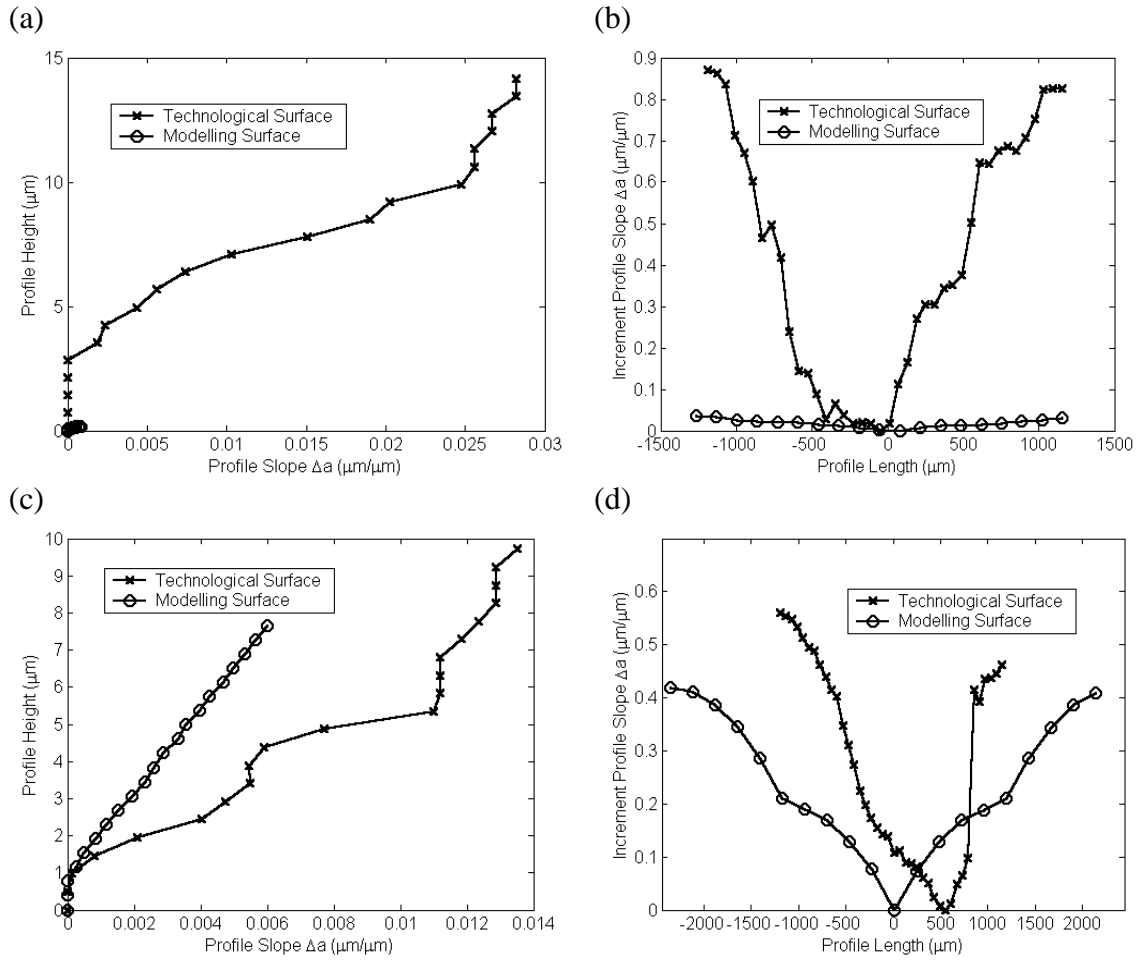 (a)
15
10
5
0
Profile Height (μm)
Technological Surface
Modelling Surface
0.005 0.01 0.015 0.02 0.025 0.03
Profile Slope Δa (μm/μm)
(b)
0.9
0.8
0.7
0.6
0.5
0.4
0.3
0.2
0.1
0
Increment Profile Slope Δa (μm/μm)
Technological Surface
Modelling Surface
-1500 -1000 -500 0 500 1000 1500
Profile Length (μm)
(c)
10
9
8
7
6
5
4
3
2
1
0
Profile Height (μm)
Technological Surface
Modelling Surface
0 0.002 0.004 0.006 0.008 0.01 0.012 0.014
Profile Slope Δa (μm/μm)
(d)
0.6
0.5
0.4
0.3
0.2
0.1
0
Increment Profile Slope Δa (μm/μm)
Technological Surface
Modelling Surface
-2000 -1500 -1000 -500 0 500 1000 1500 2000
Profile Length (μm)